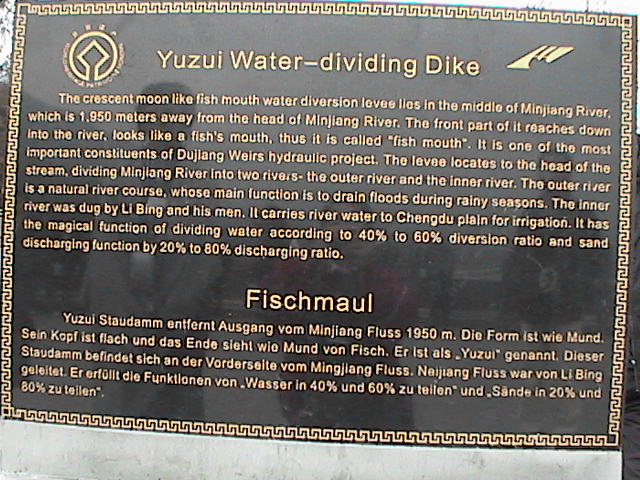 Yuzui Water-dividing Dike
The crescent moon like fish mouth water diversion levee lies in the middle of Minjiang River,
which is 1,950 meters away from the head of Minjiang River. The front part of it reaches down
into the river, looks like a fish's mouth, thus it is called "fish mouth". It is one of the most
important constituents of Dujiang Weirs hydraulic project. The levee locates to the head of the
stream, dividing Minjiang River into two rivers- the outer river and the inner river. The outer river
is a natural river course, whose main function is to drain floods during rainy seasons. The inner
river was dug by Li Bing and his men. It carries river water to Chengdu plain for irrigation. It has
the magical function of dividing water according to 40% to 60% diversion ratio and sand
discharging function by 20% to 80% discharging ratio.
Fischmaul
Yuzui Staudamm entfernt Ausgang vom Minjiang Fluss 1950 m. Die Form ist wie Mund.
Sein Kopf ist flach und das Ende sieht wie Mund von Fisch. Er ist als „Yuzui" genannt. Dieser
Staudamm befindet sich an der Vorderseite vom Mingjiang Fluss. Neijiang Fluss war von Li Bing
geleitet. Er erfüllt die Funktionen von „Wasser in 40% und 60% zu teilen" und „Sände in 20% und
80% zu teilen".